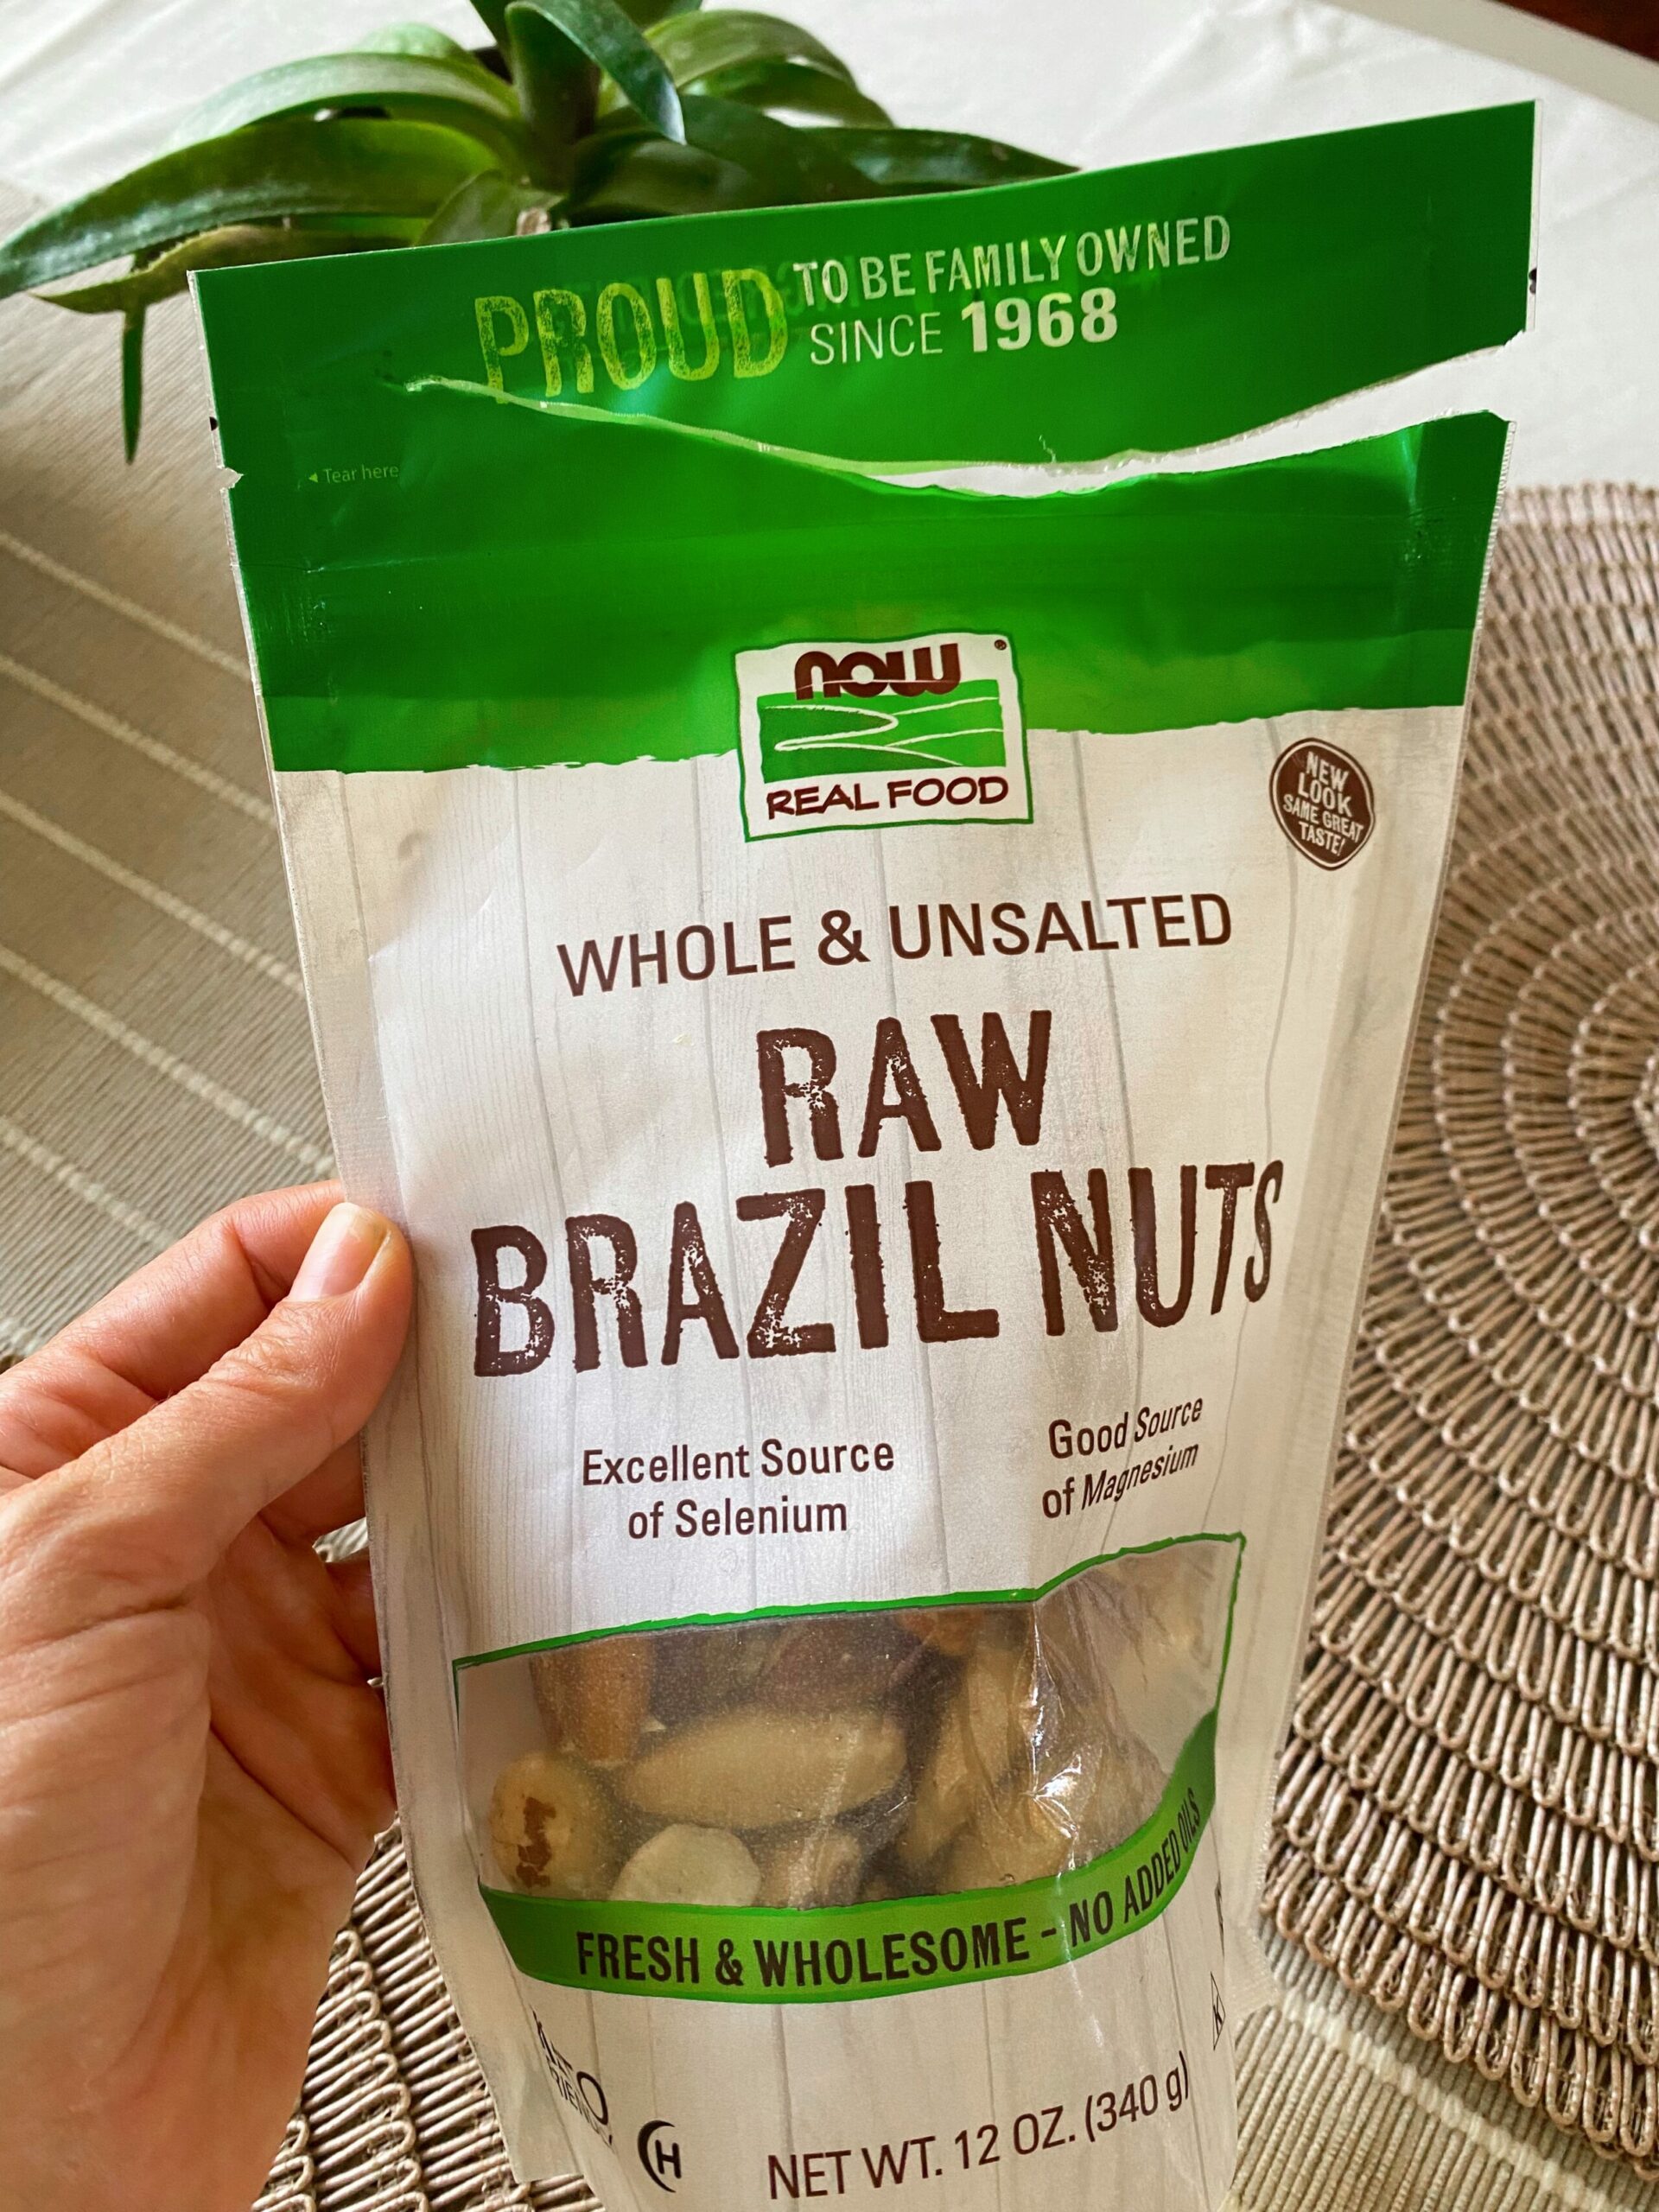 PROUD TO BE FAMILY OWNED
SINCE 1968
◂ Tear here
NOW ®
REAL FOOD
NEW
LOOK
SAME GREAT
TASTE!
WHOLE & UNSALTED
RAW
BRAZIL NUTS
Excellent Source
of Selenium
Good Source
of Magnesium
FRESH & WHOLESOME - NO ADDED OILS
H
K
NET WT. 12 OZ. (340 g)